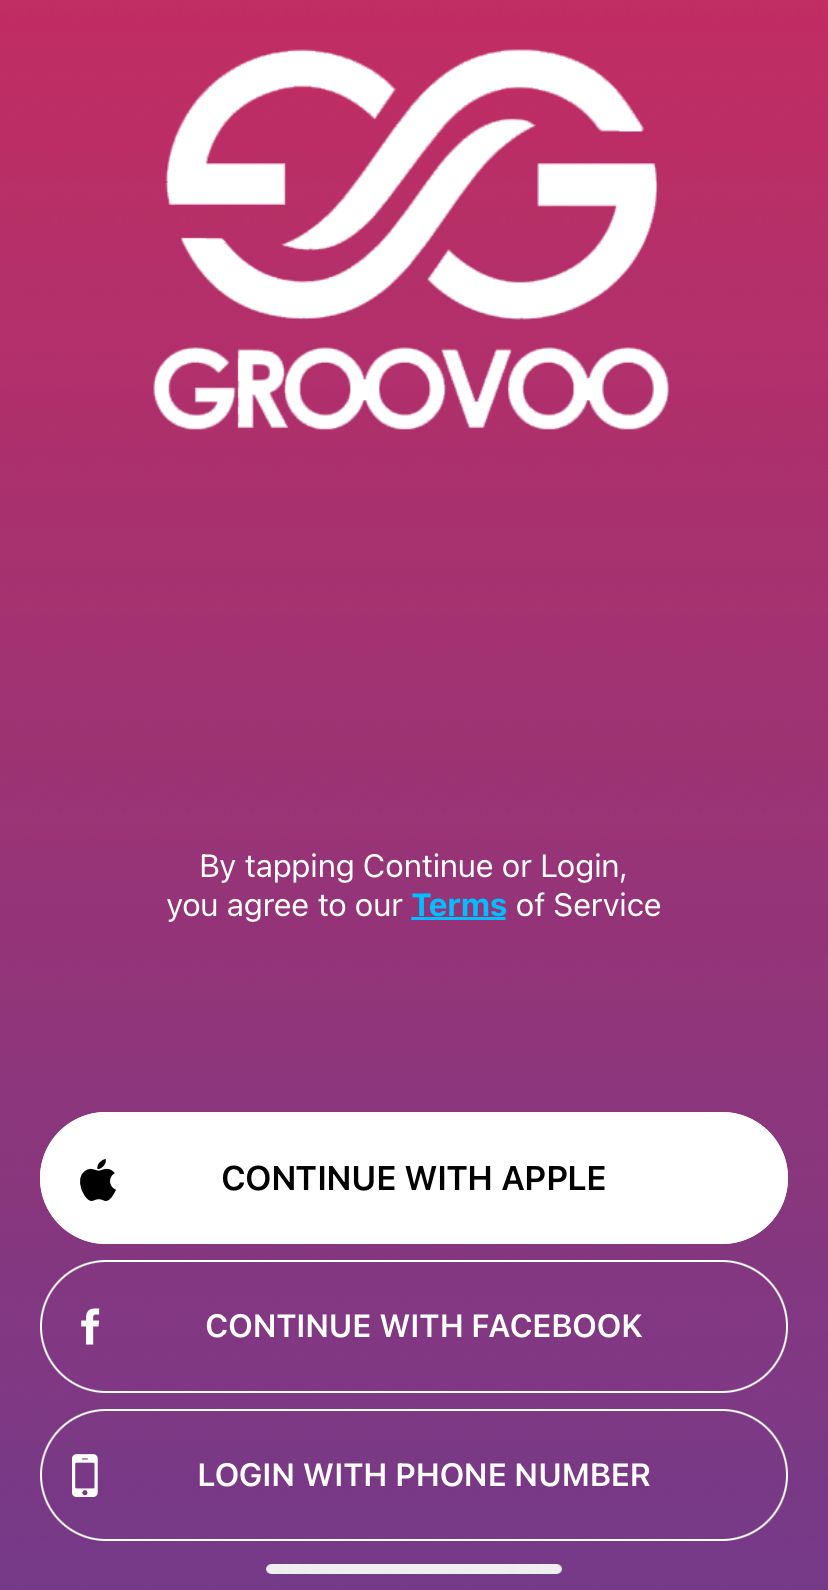 GROOVOO
By tapping Continue or Login,
you agree to our Terms of Service
CONTINUE WITH APPLE
CONTINUE WITH FACEBOOK
LOGIN WITH PHONE NUMBER